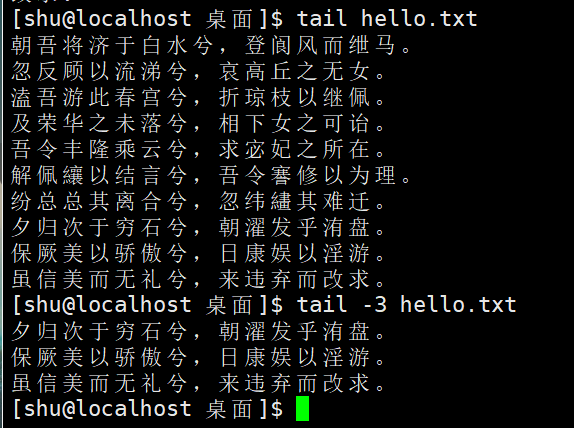 [shu@localhost 桌面]$ tail hello.txt
朝吾将济于白水兮，登阆风而绁马。
忽反顾以流涕兮，哀高丘之无女。
溘吾游此春宫兮，折琼枝以继佩。
及荣华之未落兮，相下女之可诒。
吾令丰隆乘云兮，求宓妃之所在。
解佩纕以结言兮，吾令謇修以为理。
纷总总其离合兮，忽纬繣其难迁。
夕归次于穷石兮，朝濯发乎洧盘。
保厥美以骄傲兮，日康娱以淫游。
虽信美而无礼兮，来违弃而改求。
[shu@localhost 桌面]$ tail -3 hello.txt
夕归次于穷石兮，朝濯发乎洧盘。
保厥美以骄傲兮，日康娱以淫游。
虽信美而无礼兮，来违弃而改求。
[shu@localhost 桌面]$